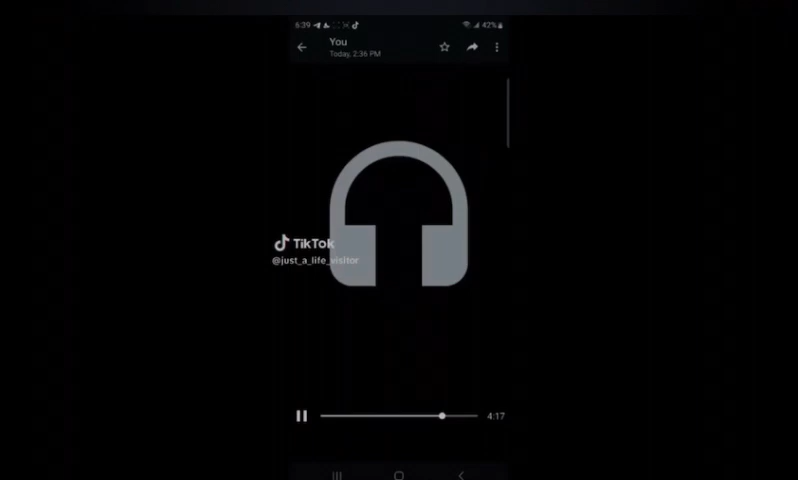 5:39
42%
You
Today, 2:36 PM
TikTok
@just_a_life_visitor
4:17